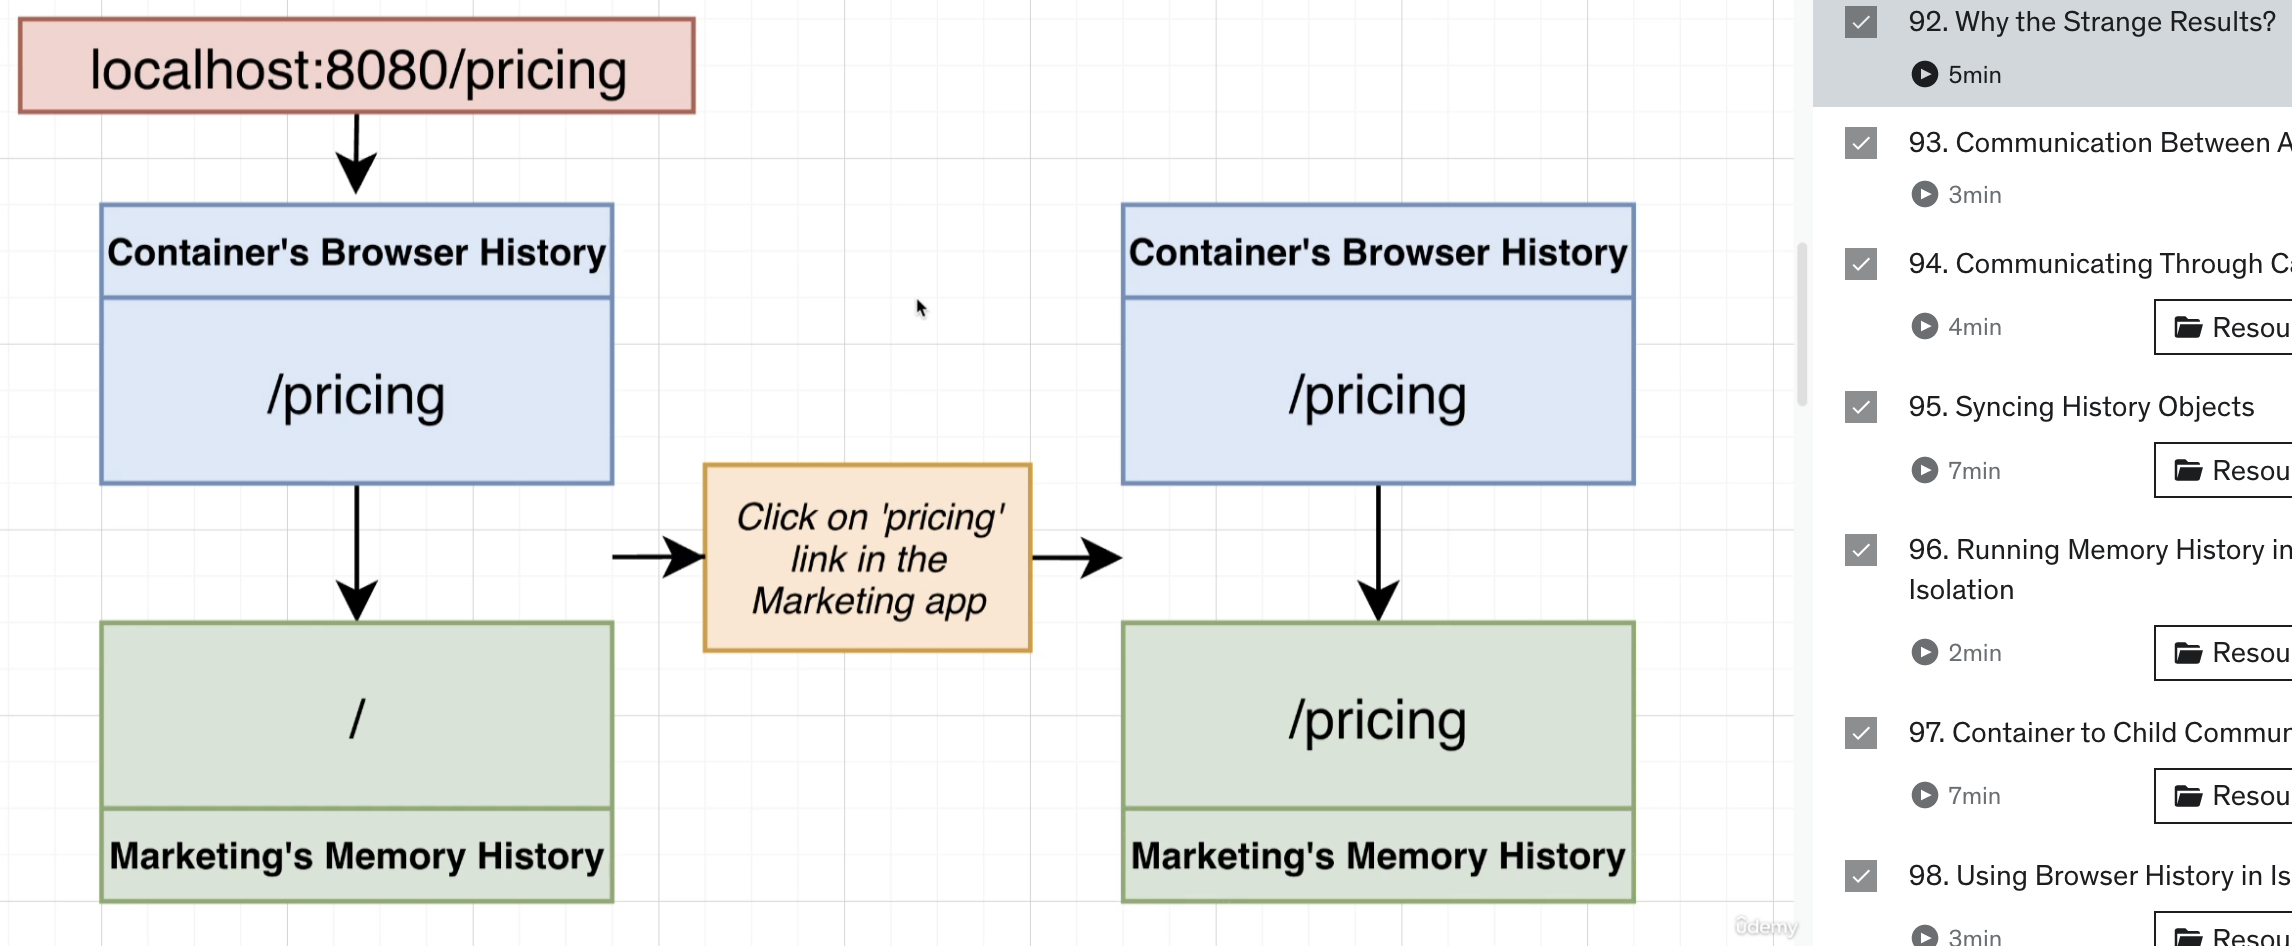 localhost:8080/pricing
Container's Browser History
/pricing
/
Marketing's Memory History
Click on 'pricing'
link in the
Marketing app
Container's Browser History
/pricing
/pricing
Marketing's Memory History
ûdemy
92. Why the Strange Results?
5min
93. Communication Between A
3min
94. Communicating Through Ca
4min
Resou
95. Syncing History Objects
7min
Resou
96. Running Memory History in
Isolation
2min
Resou
97. Container to Child Commun
7min
Resou
98. Using Browser History in Is
3min
Resou